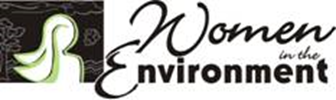 Women
in the
Environment